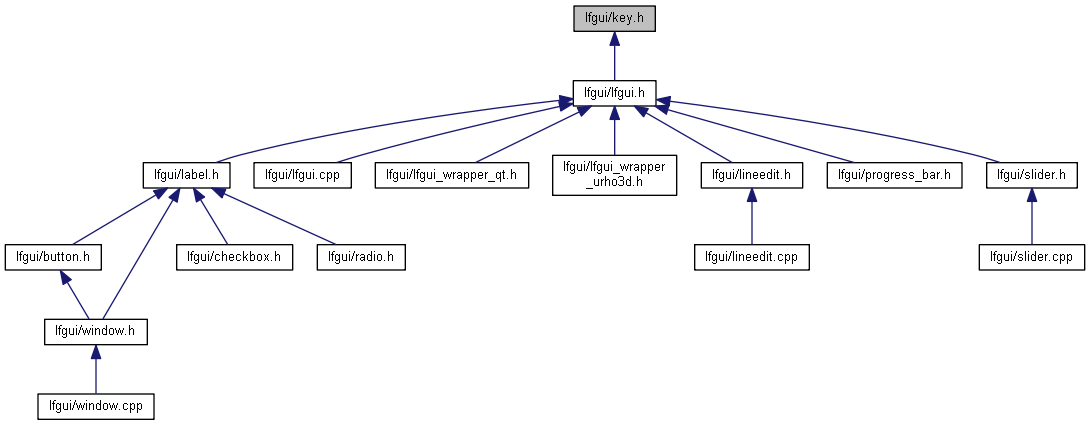 lfgui/key.h
lfgui/lfgui.h
lfgui/label.h
lfgui/lfgui.cpp
lfgui/lfgui_wrapper_qt.h
lfgui/lfgui_wrapper
_urho3d.h
lfgui/lineedit.h
lfgui/progress_bar.h
lfgui/slider.h
lfgui/button.h
lfgui/checkbox.h
lfgui/radio.h
lfgui/lineedit.cpp
lfgui/slider.cpp
lfgui/window.h
lfgui/window.cpp